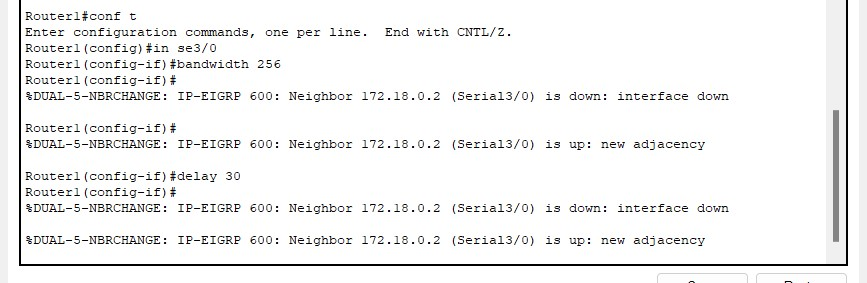 Router1#conf t
Enter configuration commands, one per line.  End with CNTL/Z.
Router1(config)#in se3/0
Router1(config-if)#bandwidth 256
Router1(config-if)#
%DUAL-5-NBRCHANGE: IP-EIGRP 600: Neighbor 172.18.0.2 (Serial3/0) is down: interface down
Router1(config-if)#
%DUAL-5-NBRCHANGE: IP-EIGRP 600: Neighbor 172.18.0.2 (Serial3/0) is up: new adjacency
Router1(config-if)#delay 30
Router1(config-if)#
%DUAL-5-NBRCHANGE: IP-EIGRP 600: Neighbor 172.18.0.2 (Serial3/0) is down: interface down
%DUAL-5-NBRCHANGE: IP-EIGRP 600: Neighbor 172.18.0.2 (Serial3/0) is up: new adjacency